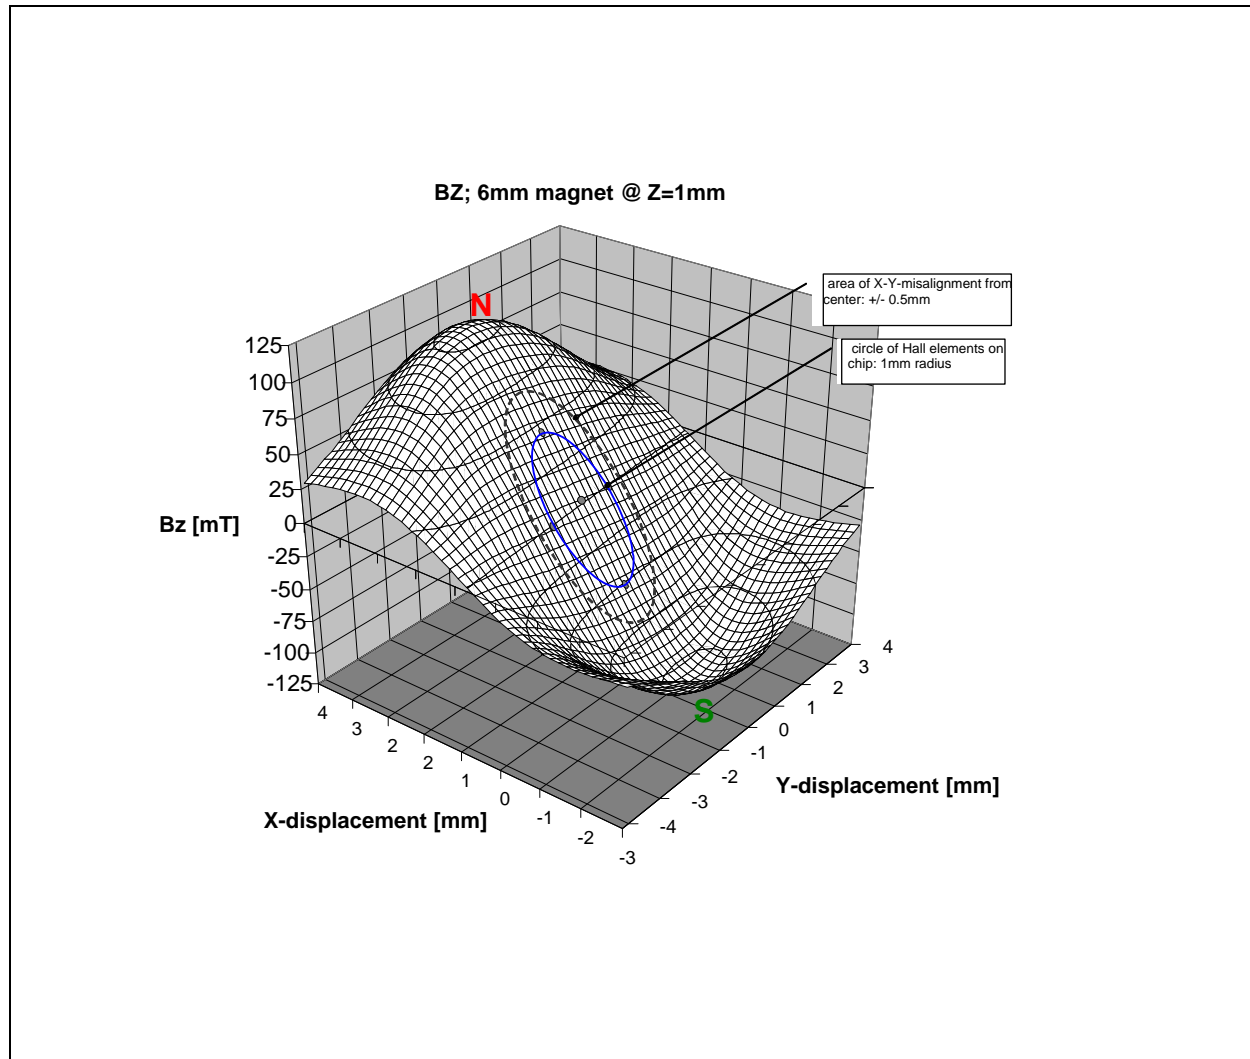 BZ; 6mm magnet @ Z=1mm
area of X-Y-misalignment from
center: +/- 0.5mm
N
circle of Hall elements on
chip: 1mm radius
125
100
75
50
25
0
-25
-50
-75
-100
-125
Bz [mT]
4
3
2
2
1
0
-1
-2
-3
X-displacement [mm]
4
3
2
1
0
-1
-2
-3
-4
Y-displacement [mm]
S